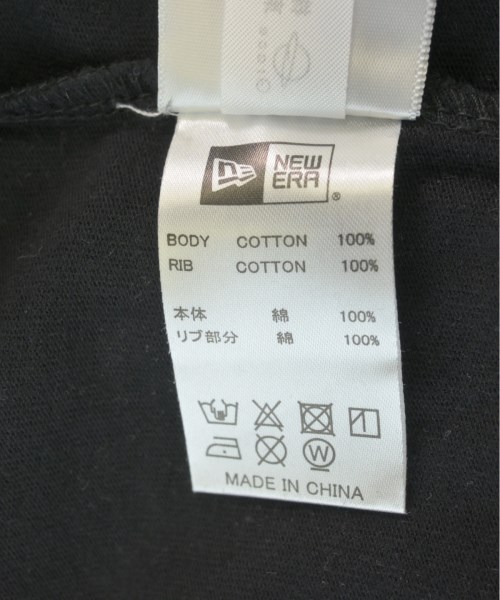 NEW
ERA
BODY COTTON 100%
RIB COTTON 100%
本体 綿 100%
リブ部分 綿 100%
W
MADE IN CHINA